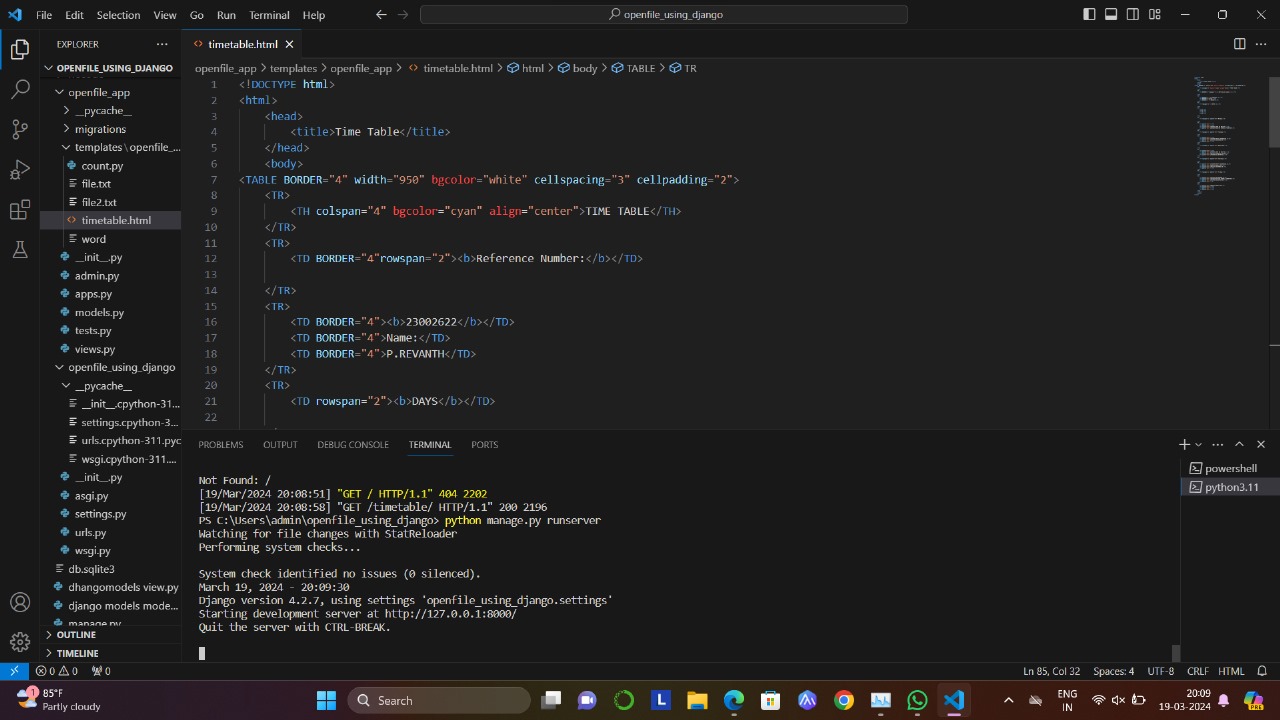 File Edit Selection View Go Run Terminal Help
openfile_using_django
EXPLORER
OPENFILE_USING_DJANGO
openfile_app
__pycache__
migrations
templates\openfile_...
count.py
file.txt
file2.txt
timetable.html
word
__init__.py
admin.py
apps.py
models.py
tests.py
views.py
openfile_using_django
__pycache__
__init__.cpython-31...
settings.cpython-3...
urls.cpython-311.pyc
wsgi.cpython-311....
__init__.py
asgi.py
settings.py
urls.py
wsgi.py
db.sqlite3
dhangomodels view.py
django models mode...
manage.py
OUTLINE
TIMELINE
timetable.html
openfile_app > templates > openfile_app > timetable.html > html > body > TABLE > TR
1 <!DOCTYPE html>
2 <html>
3 <head>
4 <title>Time Table</title>
5 </head>
6 <body>
7 <TABLE BORDER="4" width="950" bgcolor="white" cellspacing="3" cellpadding="2">
8 <TR>
9 <TH colspan="4" bgcolor="cyan" align="center">TIME TABLE</TH>
10 </TR>
11 <TR>
12 <TD BORDER="4"rowspan="2"><b>Reference Number:</b></TD>
13
14 </TR>
15 <TR>
16 <TD BORDER="4"><b>23002622</b></TD>
17 <TD BORDER="4">Name:</TD>
18 <TD BORDER="4">P.REVANTH</TD>
19 </TR>
20 <TR>
21 <TD rowspan="2"><b>DAYS</b></TD>
22
PROBLEMS OUTPUT DEBUG CONSOLE TERMINAL PORTS
powershell
python3.11
Not Found: /
[19/Mar/2024 20:08:51] "GET / HTTP/1.1" 404 2202
[19/Mar/2024 20:08:58] "GET /timetable/ HTTP/1.1" 200 2196
PS C:\Users\admin\openfile_using_django> python manage.py runserver
Watching for file changes with StatReloader
Performing system checks...
System check identified no issues (0 silenced).
March 19, 2024 - 20:09:30
Django version 4.2.7, using settings 'openfile_using_django.settings'
Starting development server at http://127.0.0.1:8000/
Quit the server with CTRL-BREAK.
0 0 0 Ln 85, Col 32 Spaces: 4 UTF-8 CRLF HTML
1 85°F
Partly cloudy
Search
L
ENG
IN
20:09
19-03-2024
PRE